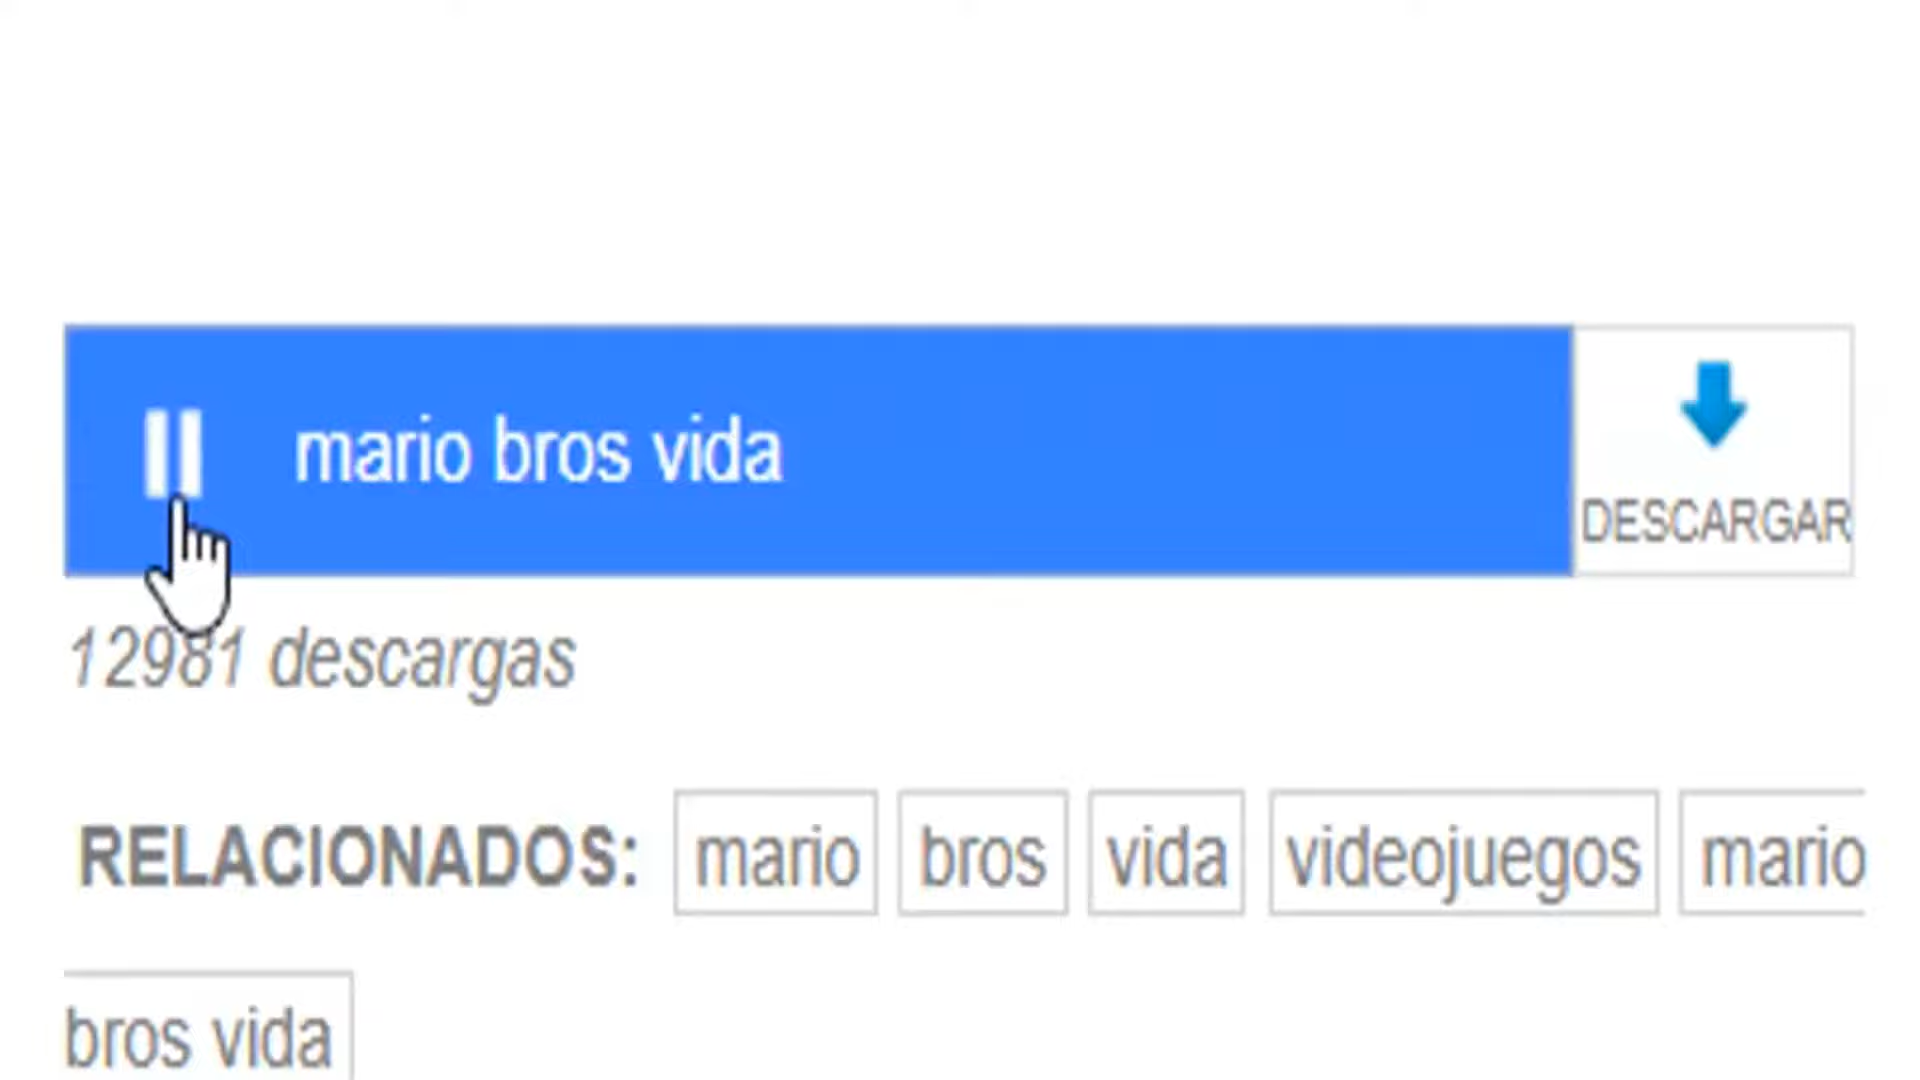 mario bros vida
DESCARGAR
12981 descargas
RELACIONADOS: mario bros vida videojuegos mario
bros vida